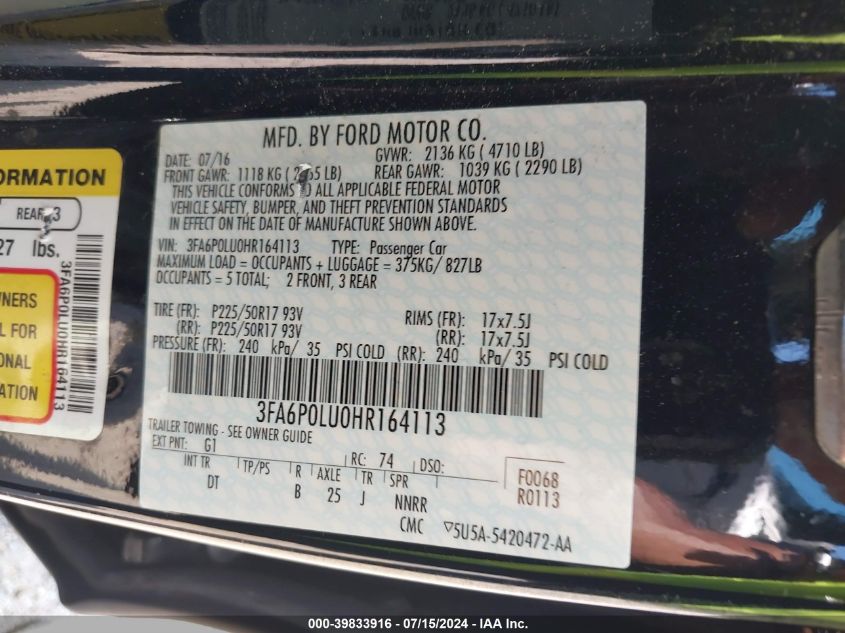 MFD. BY FORD MOTOR CO.
DATE: 07/16 GVWR: 2136 KG ( 4710 LB)
FRONT GAWR: 1118 KG ( LB) REAR GAWR: 1039 KG ( 2290 LB)
THIS VEHICLE CONFORMS TO ALL APPLICABLE FEDERAL MOTOR
VEHICLE SAFETY, BUMPER, AND THEFT PREVENTION STANDARDS
IN EFFECT ON THE DATE OF MANUFACTURE SHOWN ABOVE.
VIN: 3FA6P0LU0HR164113 TYPE: Passenger Car
MAXIMUM LOAD = OCCUPANTS + LUGGAGE = 375KG/ 827LB
OCCUPANTS = 5 TOTAL; 2 FRONT, 3 REAR
TIRE (FR): P225/50R17 93V RIMS (FR): 17x7.5J
(RR): P225/50R17 93V (RR): 17x7.5J
PRESSURE (FR): 240 kPa/ 35 PSI COLD (RR): 240 kPa/ 35 PSI COLD
3FA6P0LU0HR164113
TRAILER TOWING - SEE OWNER GUIDE
EXT PNT: G1 RC: 74 DSO: F0068
INT TR TP/PS R AXLE TR SPR R0113
DT B 25 J NNRR
CMC ▽5U5A-5420472-AA
ORMATION
REAR 3
27 lbs.
WNERS
L FOR
ONAL
ATION
3FA6P0LU0HR164113
000-39833916 - 07/15/2024 - IAA Inc.